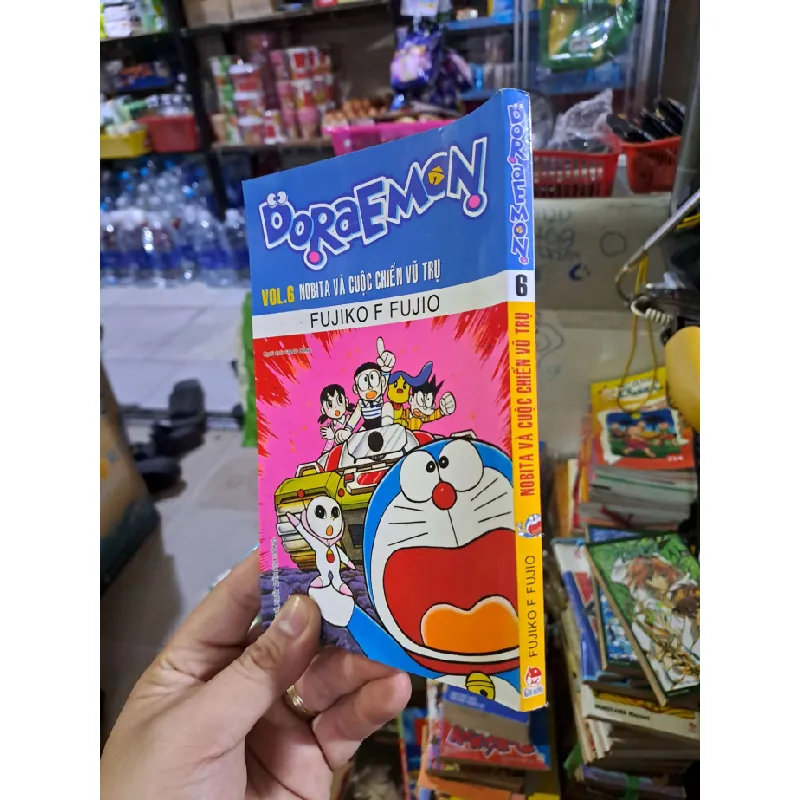 DORAEMON
VOL.6 NOBITA VÀ CUỘC CHIẾN VŨ TRỤ
FUJIKO F FUJIO
DORAEMON
6
NOBITA VÀ CUỘC CHIẾN VŨ TRỤ
FUJIKO F FUJIO